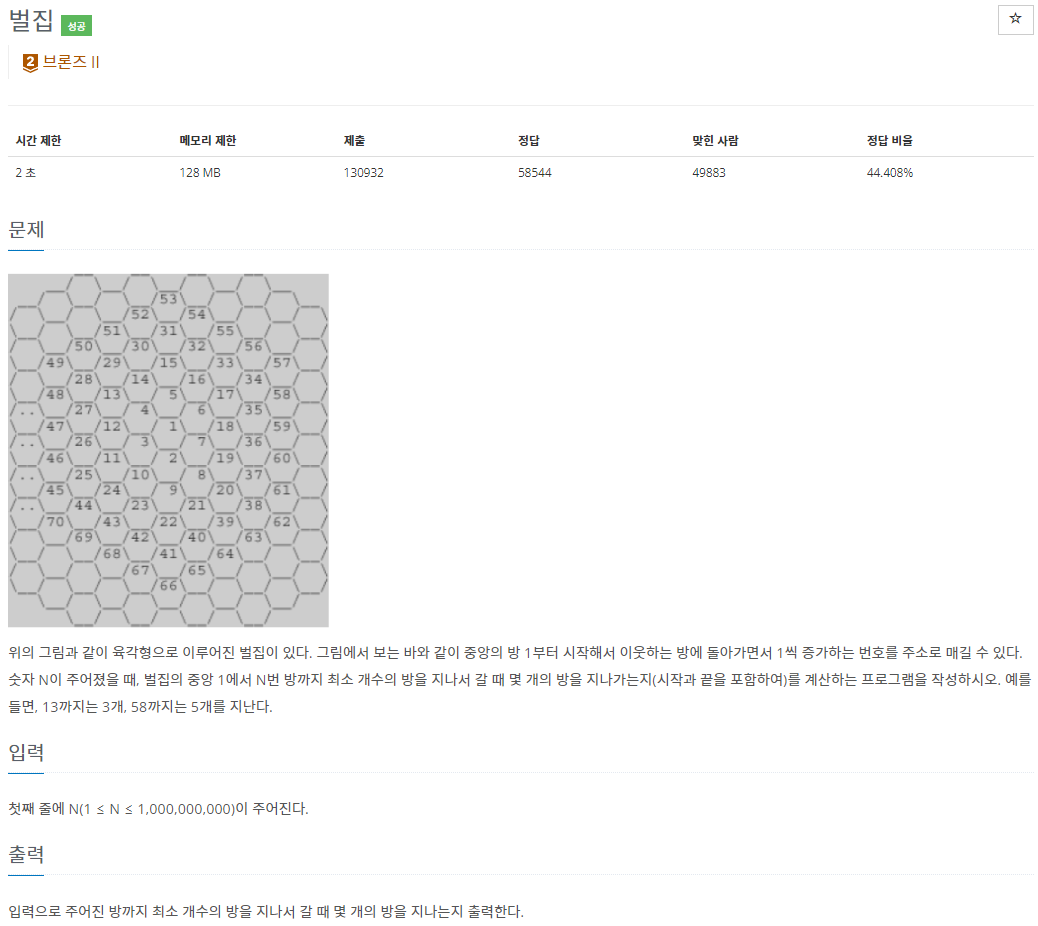 벌집 성공
☆
2 브론즈 II
시간 제한 메모리 제한 제출 정답 맞힌 사람 정답 비율
2 초 128 MB 130932 58544 49883 44.408%
문제
53
52 54
51 31 55
50 30 32 56
49 29 15 33 57
28 14 16 34
48 13 5 17 58
.. 27 4 6 35
47 12 1 18 59
.. 26 3 7 36
46 11 2 19 60
.. 25 10 8 37
45 24 9 20 61
.. 44 23 21 38
70 43 22 39 62
69 42 40 63
68 41 64
67 65
66
위의 그림과 같이 육각형으로 이루어진 벌집이 있다. 그림에서 보는 바와 같이 중앙의 방 1부터 시작해서 이웃하는 방에 돌아가면서 1씩 증가하는 번호를 주소로 매길 수 있다.
숫자 N이 주어졌을 때, 벌집의 중앙 1에서 N번 방까지 최소 개수의 방을 지나서 갈 때 몇 개의 방을 지나가는지(시작과 끝을 포함하여)를 계산하는 프로그램을 작성하시오. 예를
들면, 13까지는 3개, 58까지는 5개를 지난다.
입력
첫째 줄에 N(1 ≤ N ≤ 1,000,000,000)이 주어진다.
출력
입력으로 주어진 방까지 최소 개수의 방을 지나서 갈 때 몇 개의 방을 지나는지 출력한다.